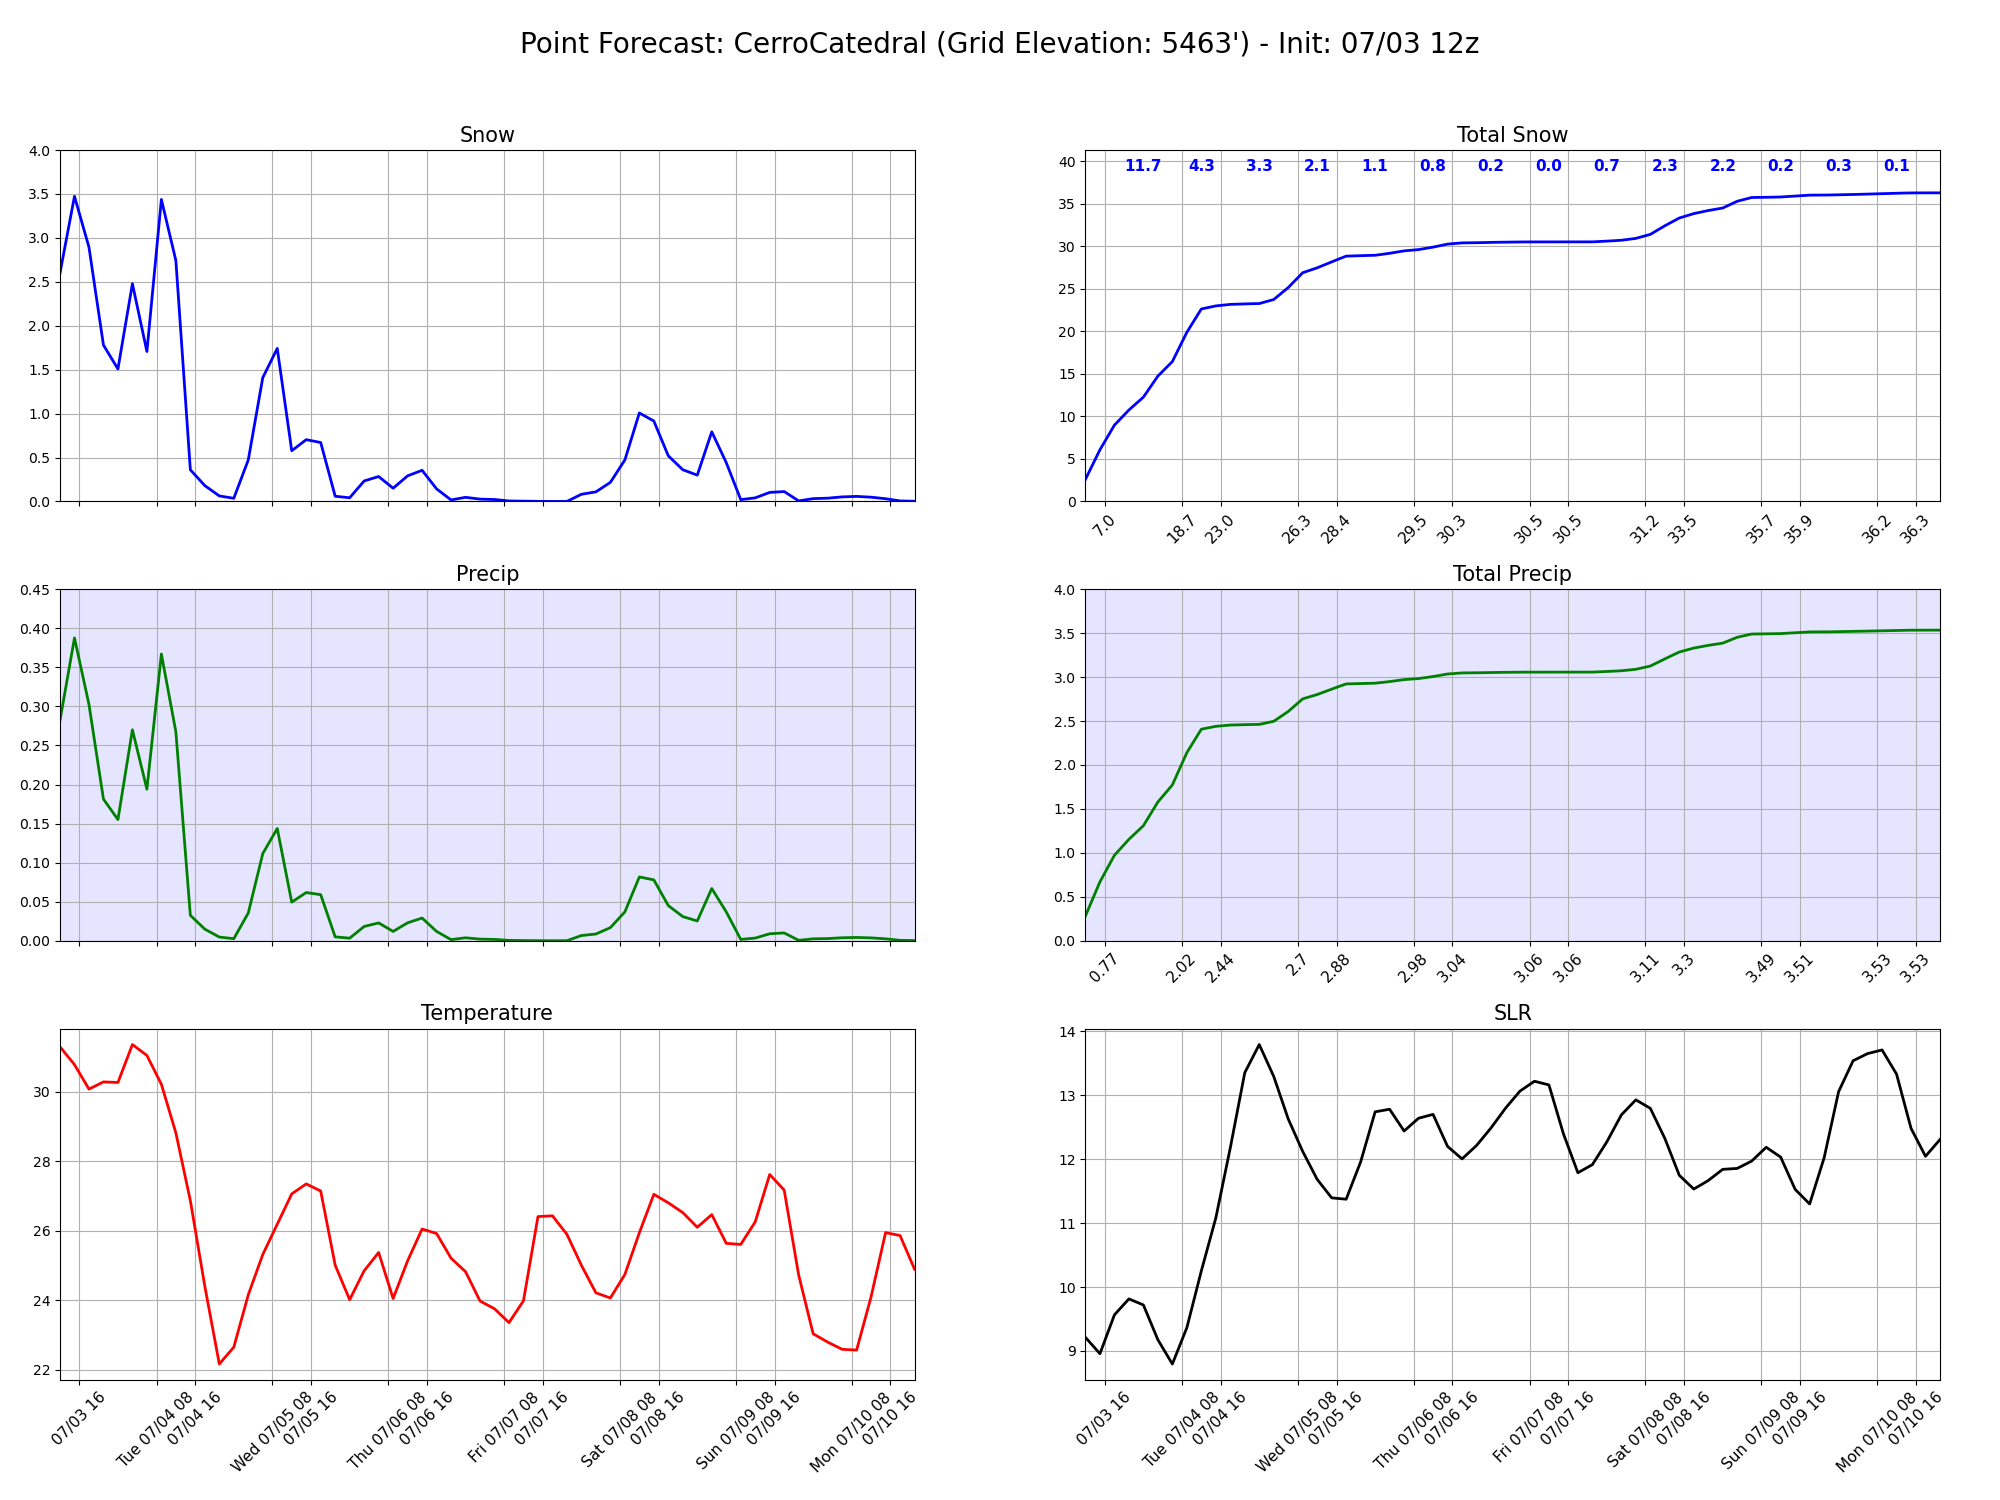 Point Forecast: CerroCatedral (Grid Elevation: 5463') - Init: 07/03 12z
Snow
4.0
3.5
3.0
2.5
2.0
1.5
1.0
0.5
0.0
Total Snow
40
35
30
25
20
15
10
5
0
11.7 4.3 3.3 2.1 1.1 0.8 0.2 0.0 0.7 2.3 2.2 0.2 0.3 0.1
7.0 18.7 23.0 26.3 28.4 29.5 30.3 30.5 30.5 31.2 33.5 35.7 35.9 36.2 36.3
Precip
0.45
0.40
0.35
0.30
0.25
0.20
0.15
0.10
0.05
0.00
Total Precip
4.0
3.5
3.0
2.5
2.0
1.5
1.0
0.5
0.0
0.77 2.02 2.44 2.7 2.88 2.98 3.04 3.06 3.06 3.11 3.3 3.49 3.51 3.53 3.53
Temperature
30
28
26
24
22
07/03 16
Tue 07/04 08
07/04 16
Wed 07/05 08
07/05 16
Thu 07/06 08
07/06 16
Fri 07/07 08
07/07 16
Sat 07/08 08
07/08 16
Sun 07/09 08
07/09 16
Mon 07/10 08
07/10 16
SLR
14
13
12
11
10
9
07/03 16
Tue 07/04 08
07/04 16
Wed 07/05 08
07/05 16
Thu 07/06 08
07/06 16
Fri 07/07 08
07/07 16
Sat 07/08 08
07/08 16
Sun 07/09 08
07/09 16
Mon 07/10 08
07/10 16